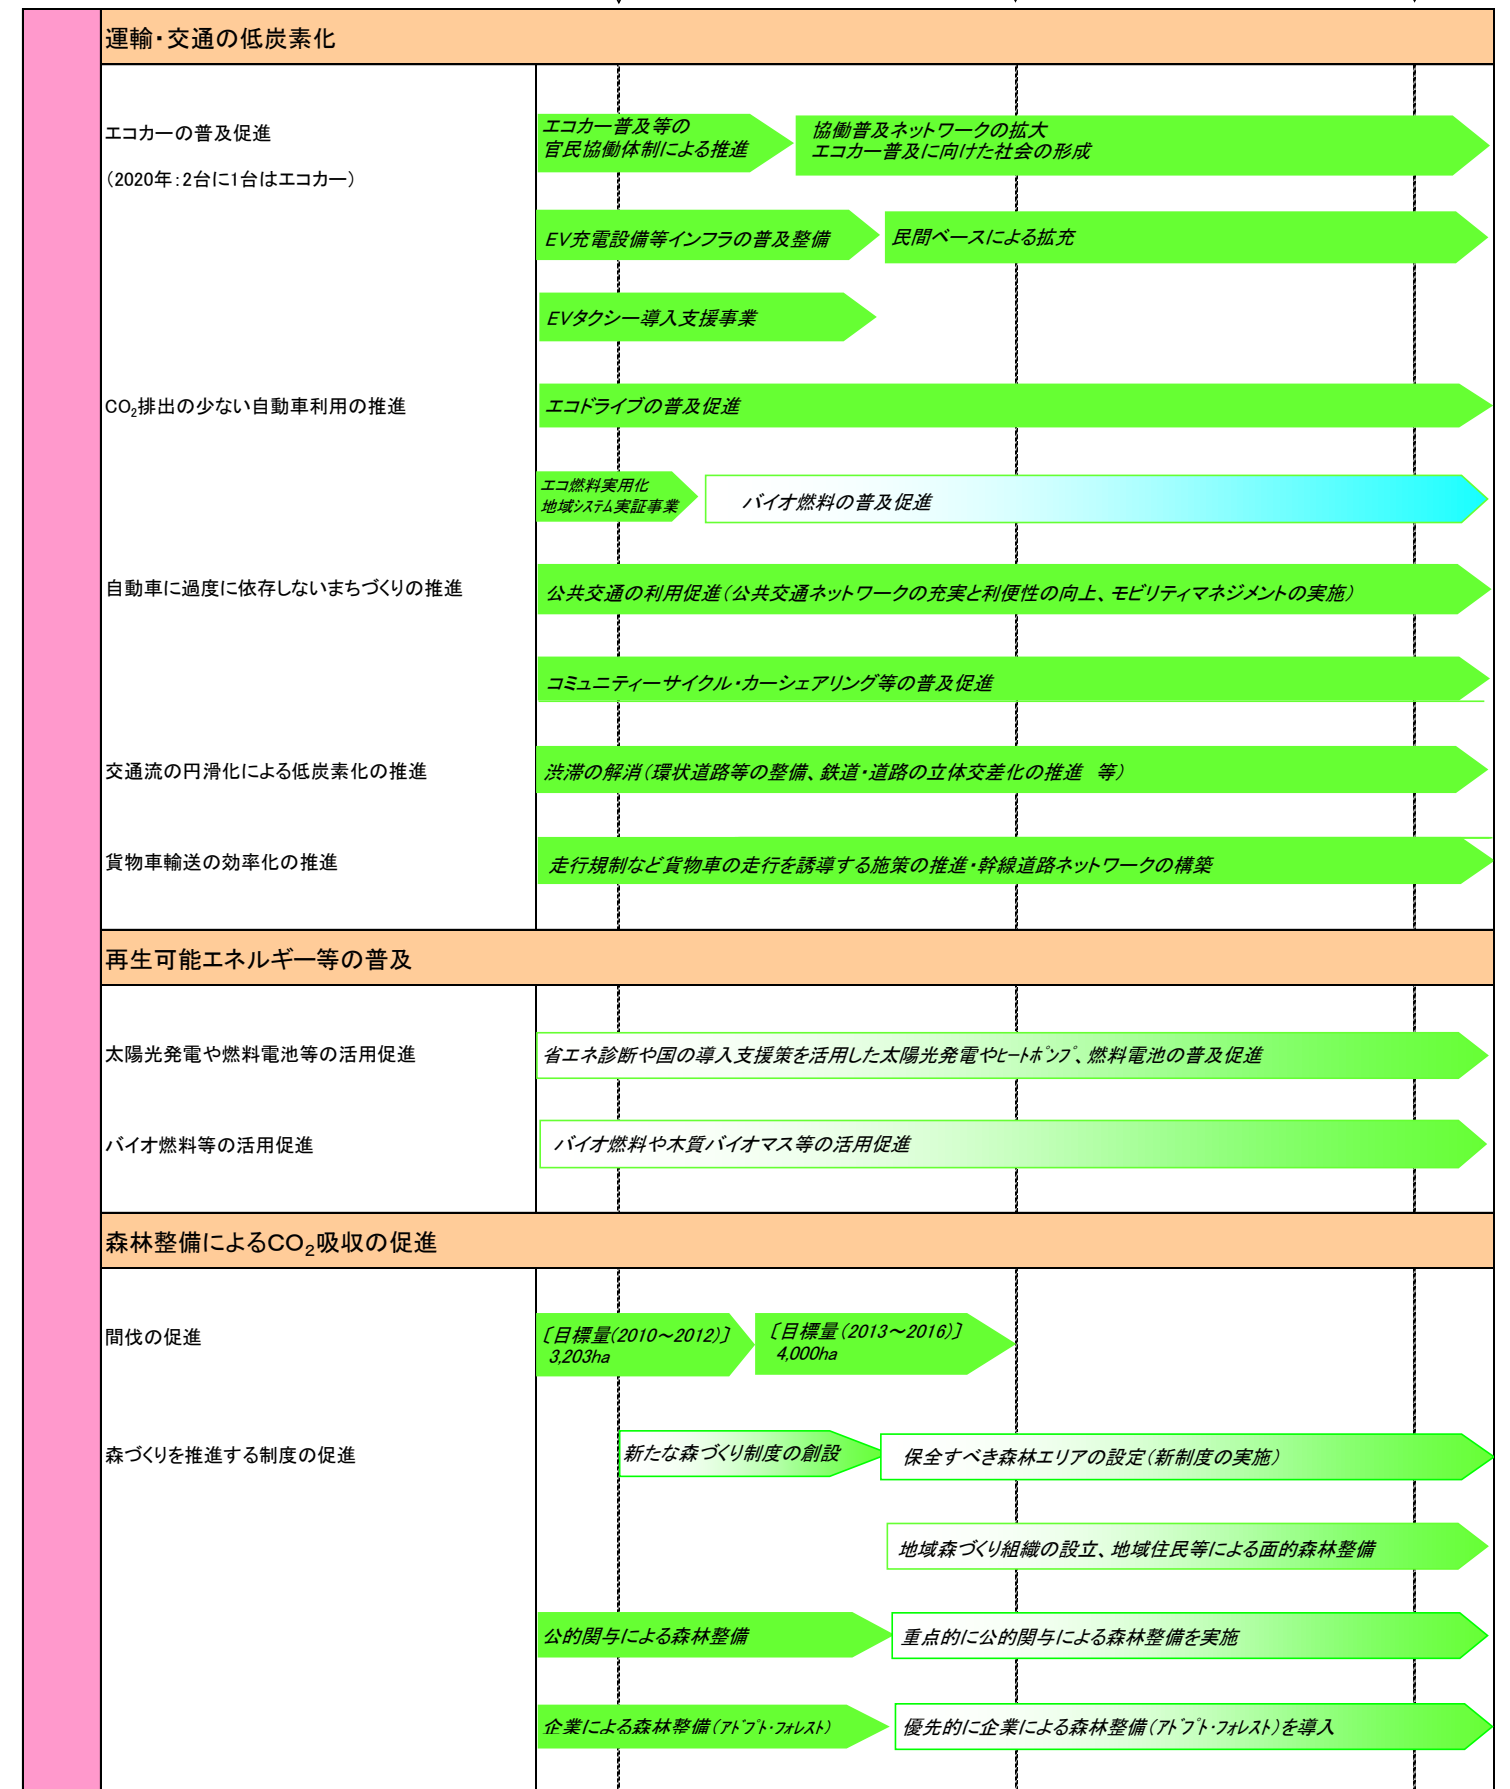 運輸・交通の低炭素化
エコカーの普及促進
（2020年：2台に1台はエコカー）
エコカー普及等の
官民協働体制による推進
協働普及ネットワークの拡大
エコカー普及に向けた社会の形成
EV充電設備等インフラの普及整備
民間ベースによる拡充
EVタクシー導入支援事業
CO₂排出の少ない自動車利用の推進
エコドライブの普及促進
エコ燃料実用化
地域ｼｽﾃﾑ実証事業
バイオ燃料の普及促進
自動車に過度に依存しないまちづくりの推進
公共交通の利用促進（公共交通ネットワークの充実と利便性の向上、モビリティマネジメントの実施）
コミュニティーサイクル・カーシェアリング等の普及促進
交通流の円滑化による低炭素化の推進
渋滞の解消（環状道路等の整備、鉄道・道路の立体交差化の推進　等）
貨物車輸送の効率化の推進
走行規制など貨物車の走行を誘導する施策の推進・幹線道路ネットワークの構築
再生可能エネルギー等の普及
太陽光発電や燃料電池等の活用促進
省エネ診断や国の導入支援策を活用した太陽光発電やﾋｰﾄﾎﾟﾝﾌﾟ、燃料電池の普及促進
バイオ燃料等の活用促進
バイオ燃料や木質バイオマス等の活用促進
森林整備によるCO₂吸収の促進
間伐の促進
〔目標量（2010～2012）〕
3,203ha
〔目標量（2013～2016）〕
4,000ha
森づくりを推進する制度の促進
新たな森づくり制度の創設
保全すべき森林エリアの設定（新制度の実施）
地域森づくり組織の設立、地域住民等による面的森林整備
公的関与による森林整備
重点的に公的関与による森林整備を実施
企業による森林整備（ｱﾄﾞﾌﾟﾄ・ﾌｫﾚｽﾄ）
優先的に企業による森林整備（ｱﾄﾞﾌﾟﾄ・ﾌｫﾚｽﾄ）を導入